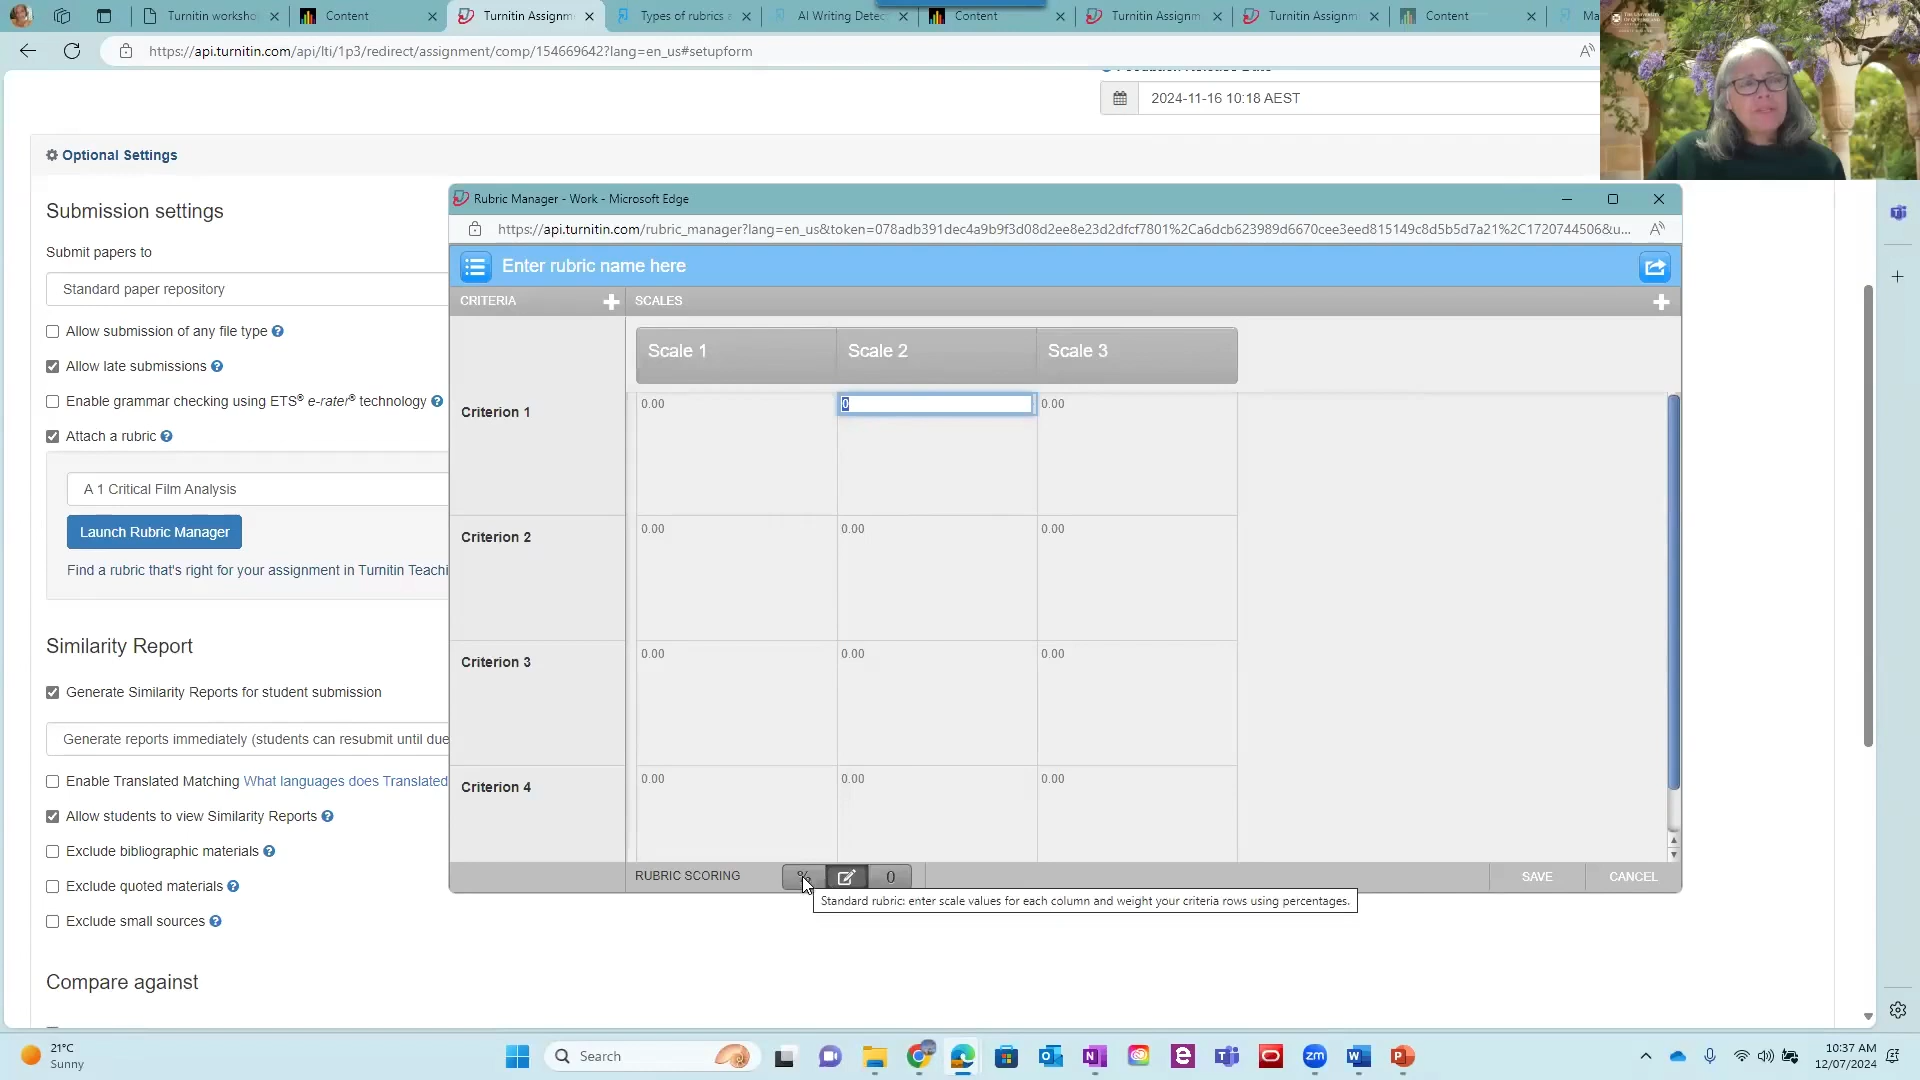 Turnitin worksho
Content
Turnitin Assignm
Types of rubrics a
AI Writing Detec
Content
Turnitin Assignm
Turnitin Assignm
Content
Ma
https://api.turnitin.com/api/lti/1p3/redirect/assignment/comp/154669642?lang=en_us#setupform
2024-11-16 10:18 AEST
Optional Settings
Submission settings
Submit papers to
Standard paper repository
Allow submission of any file type
Allow late submissions
Enable grammar checking using ETS® e-rater® technology
Attach a rubric
A 1 Critical Film Analysis
Launch Rubric Manager
Find a rubric that's right for your assignment in Turnitin Teachi
Similarity Report
Generate Similarity Reports for student submission
Generate reports immediately (students can resubmit until due
Enable Translated Matching What languages does Translated
Allow students to view Similarity Reports
Exclude bibliographic materials
Exclude quoted materials
Exclude small sources
Compare against
Rubric Manager - Work - Microsoft Edge
https://api.turnitin.com/rubric_manager?lang=en_us&token=078adb391dec4a9b9f3d08d2ee8e23d2dfcf7801%2Ca6dcb623989d6670cee3eed815149c8d5b5d7a21%2C1720744506&u...
Enter rubric name here
CRITERIA
SCALES
Scale 1 Scale 2 Scale 3
Criterion 1
0.00 0 0.00
Criterion 2
0.00 0.00 0.00
Criterion 3
0.00 0.00 0.00
Criterion 4
0.00 0.00 0.00
RUBRIC SCORING % 0
SAVE CANCEL
Standard rubric: enter scale values for each column and weight your criteria rows using percentages.
21°C
Sunny
Search
zm
10:37 AM
12/07/2024